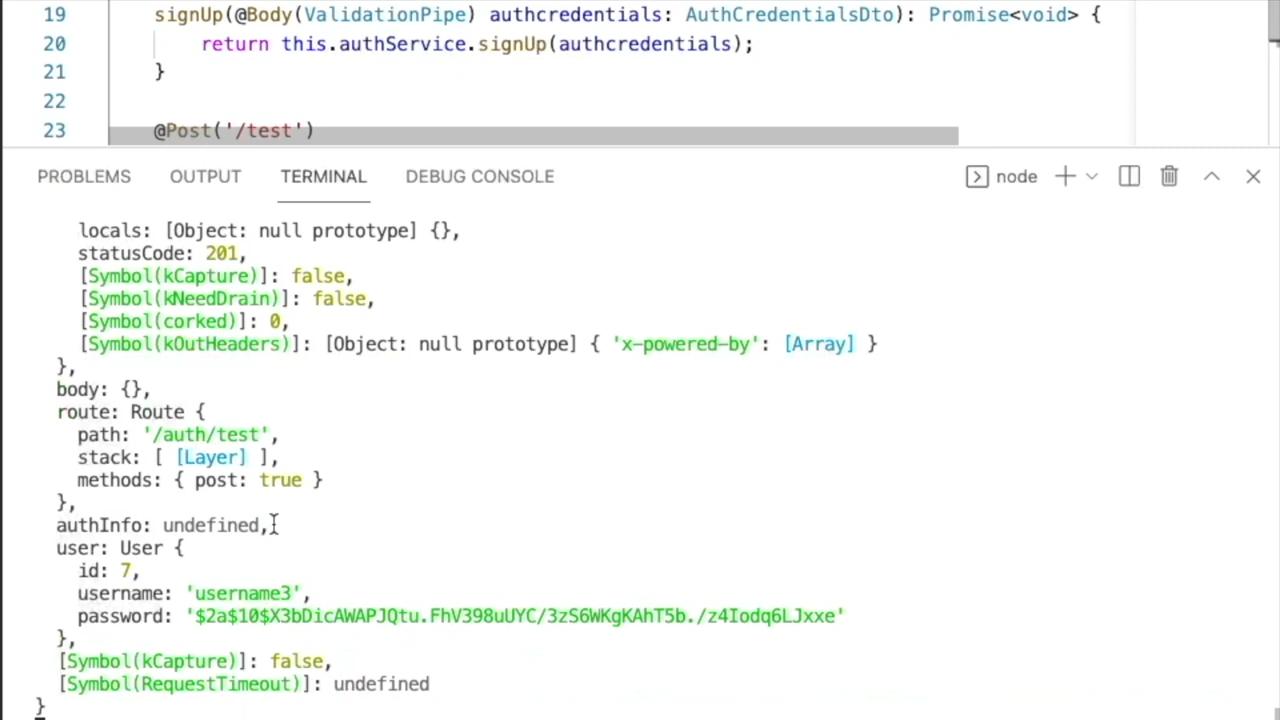 19 signUp(@Body(ValidationPipe) authcredentials: AuthCredentialsDto): Promise<void> {
20 return this.authService.signUp(authcredentials);
21 }
22
23 @Post('/test')
PROBLEMS OUTPUT TERMINAL DEBUG CONSOLE node
locals: [Object: null prototype] {},
statusCode: 201,
[Symbol(kCapture)]: false,
[Symbol(kNeedDrain)]: false,
[Symbol(corked)]: 0,
[Symbol(kOutHeaders)]: [Object: null prototype] { 'x-powered-by': [Array] }
},
body: {},
route: Route {
path: '/auth/test',
stack: [ [Layer] ],
methods: { post: true }
},
authInfo: undefined,
user: User {
id: 7,
username: 'username3',
password: '$2a$10$X3bDicAWAPJQtu.FhV398uUYC/3zS6WKgKAhT5b./z4Iodq6LJxxe'
},
[Symbol(kCapture)]: false,
[Symbol(RequestTimeout)]: undefined
}